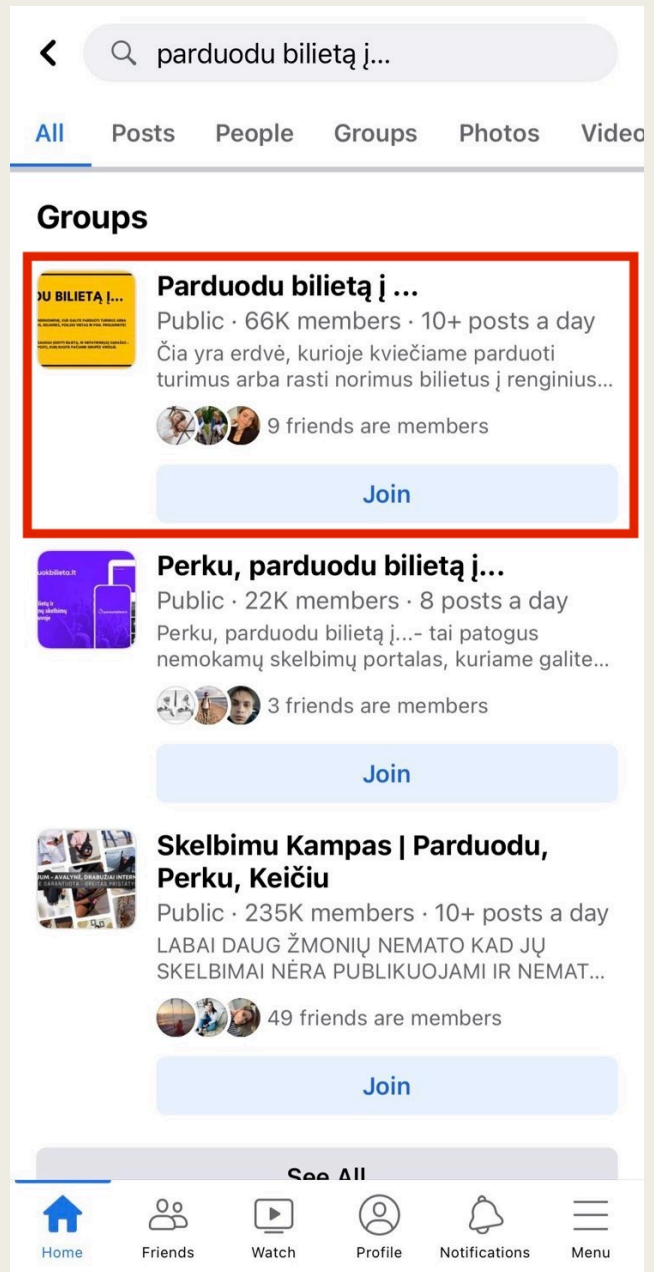 parduodu bilietą į...
All Posts People Groups Photos Video
Groups
DU BILIETĄ Į...
Parduodu bilietą į ...
Public · 66K members · 10+ posts a day
Čia yra erdvė, kurioje kviečiame parduoti
turimus arba rasti norimus bilietus į renginius...
9 friends are members
Join
uokbilieta.lt
Perku, parduodu bilietą į...
Public · 22K members · 8 posts a day
Perku, parduodu bilietą į...- tai patogus
nemokamų skelbimų portalas, kuriame galite...
3 friends are members
Join
Skelbimu Kampas | Parduodu,
Perku, Keičiu
Public · 235K members · 10+ posts a day
LABAI DAUG ŽMONIŲ NEMATO KAD JŲ
SKELBIMAI NĖRA PUBLIKUOJAMI IR NEMAT...
49 friends are members
Join
See All
Home Friends Watch Profile Notifications Menu